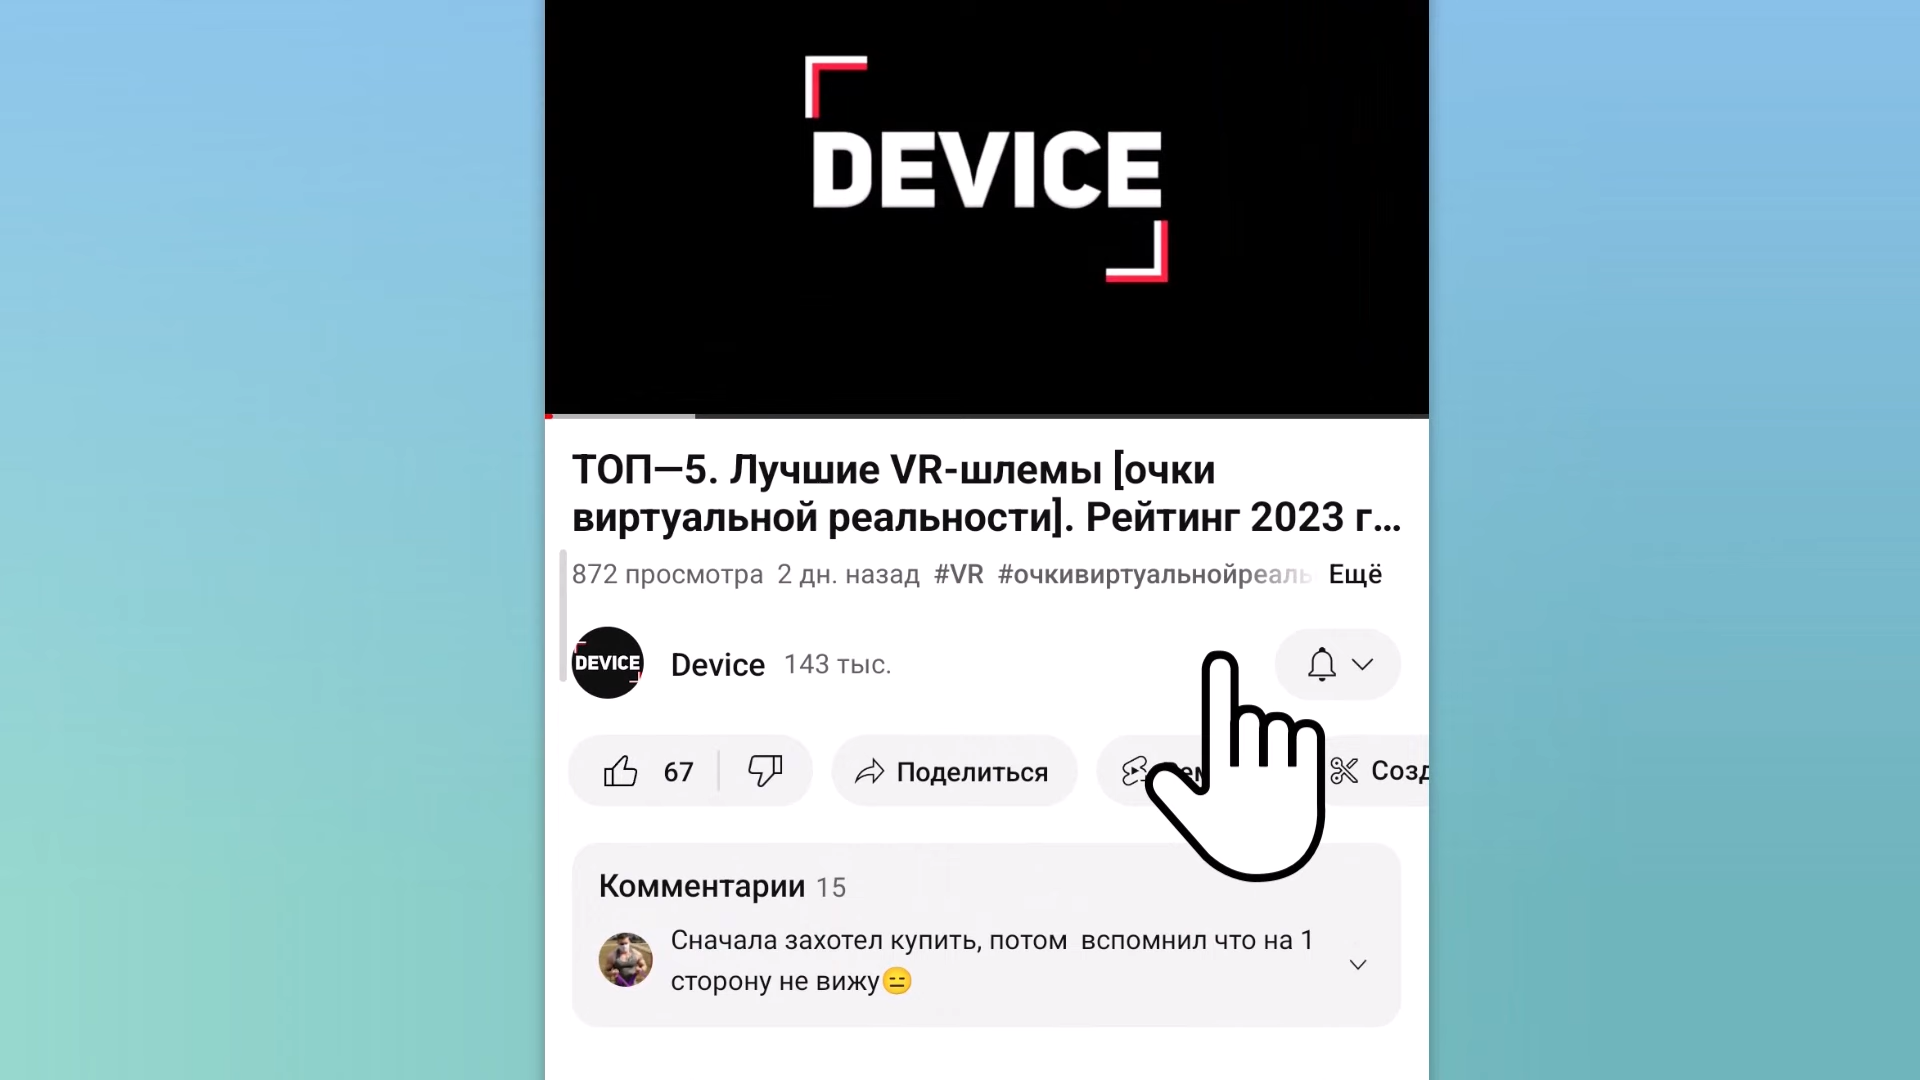 DEVICE
ТОП—5. Лучшие VR-шлемы [очки
виртуальной реальности]. Рейтинг 2023 г...
872 просмотра 2 дн. назад #VR #очкивиртуальнойреаль Ещё
DEVICE
Device 143 тыс.
67 Поделиться Созд
Комментарии 15
Сначала захотел купить, потом вспомнил что на 1
сторону не вижу😑